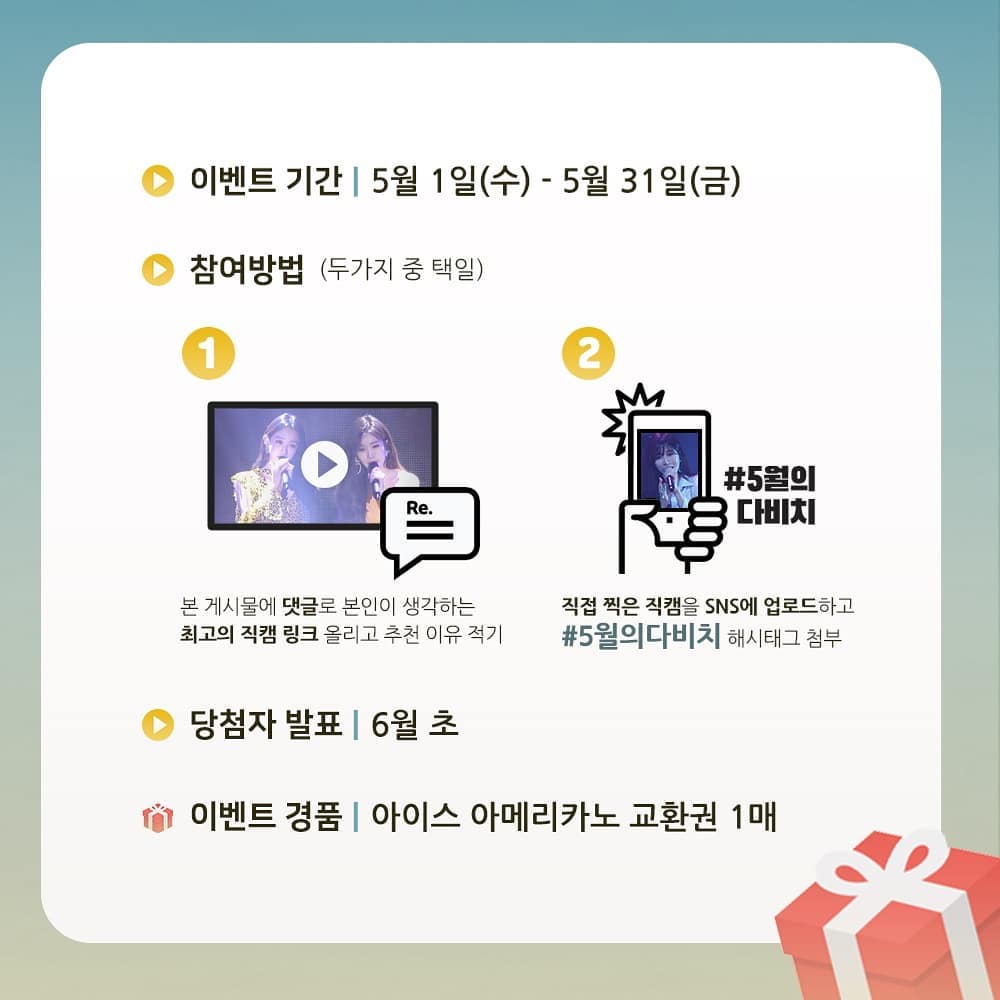 이벤트 기간 | 5월 1일(수) - 5월 31일(금)
참여방법 (두가지 중 택일)
1
Re.
본 게시물에 댓글로 본인이 생각하는
최고의 직캠 링크 올리고 추천 이유 적기
2
#5월의
다비치
직접 찍은 직캠을 SNS에 업로드하고
#5월의다비치 해시태그 첨부
당첨자 발표 | 6월 초
이벤트 경품 | 아이스 아메리카노 교환권 1매